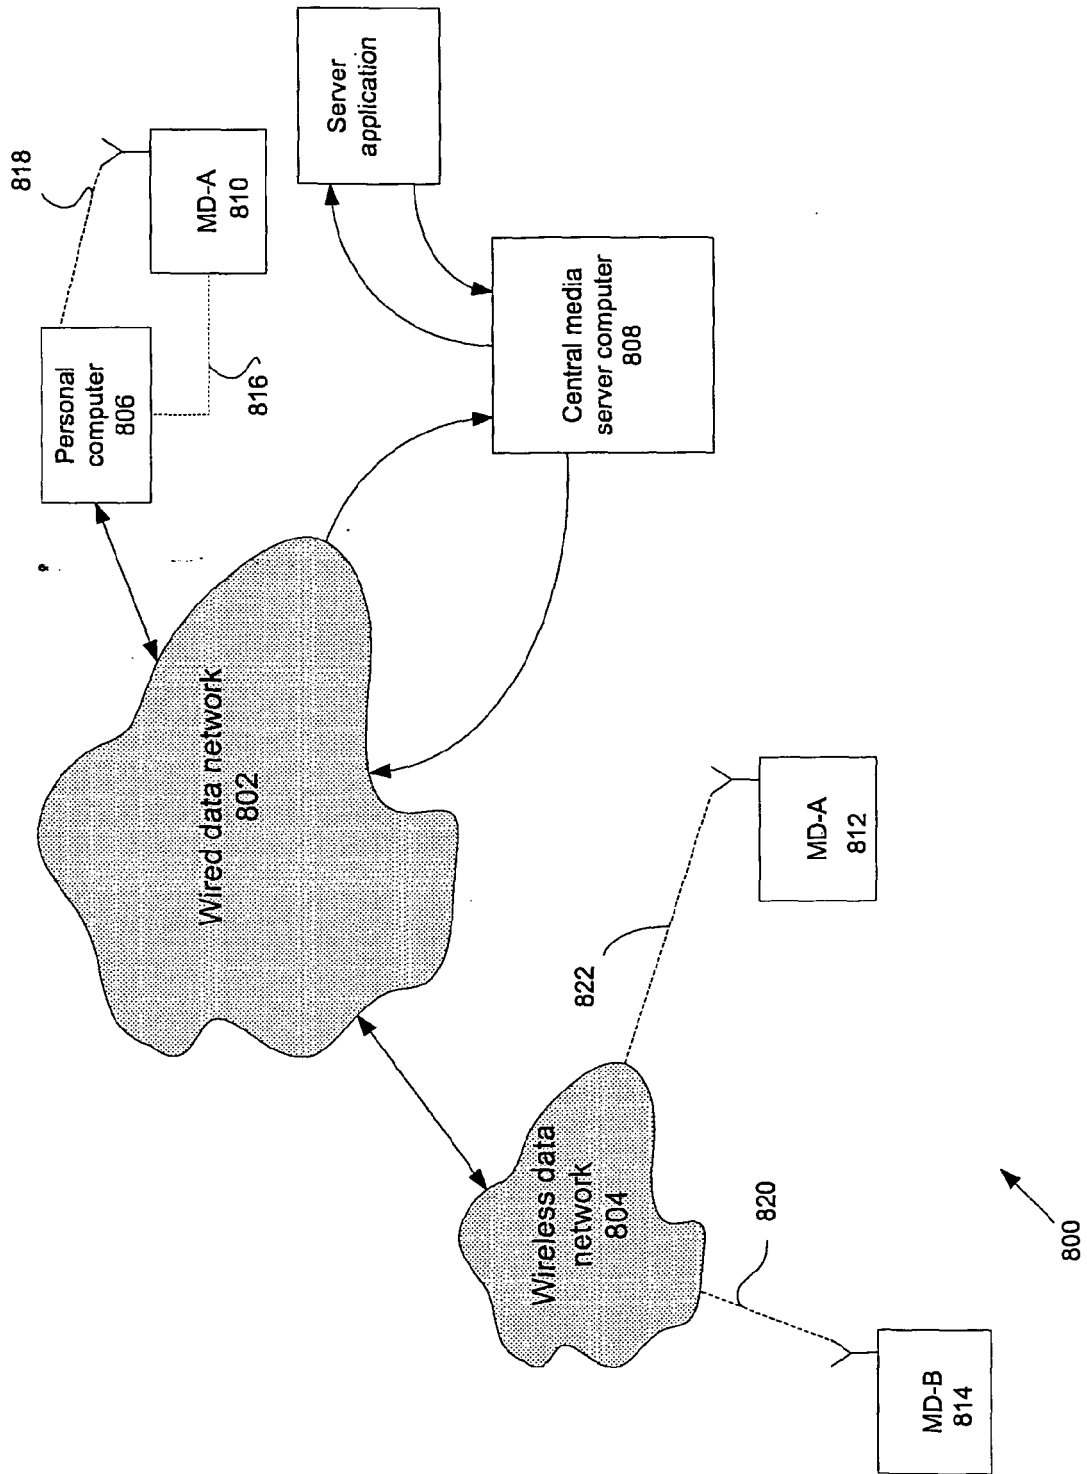 818
Personal
computer
806
MD-A
810
816
Server
application
Wired data network
802
Central media
server computer
808
Wireless data
network
804
822
MD-A
812
820
MD-B
814
800